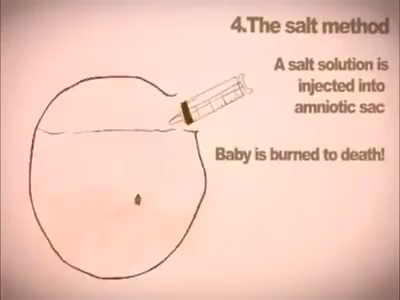 4.The salt method
A salt solution is
injected into
amniotic sac
Baby is burned to death!